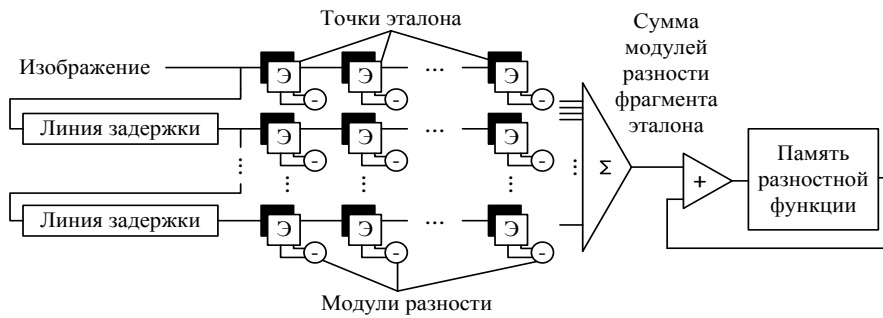 Точки эталона
Сумма
модулей
разности
фрагмента
эталона
Изображение
Э Э ... Э
- - -
Линия задержки
Э Э ... Э
- - -
...
... ... ... ...
Σ
+
Память
разностной
функции
Линия задержки
Э Э ... Э
- - -
Модули разности